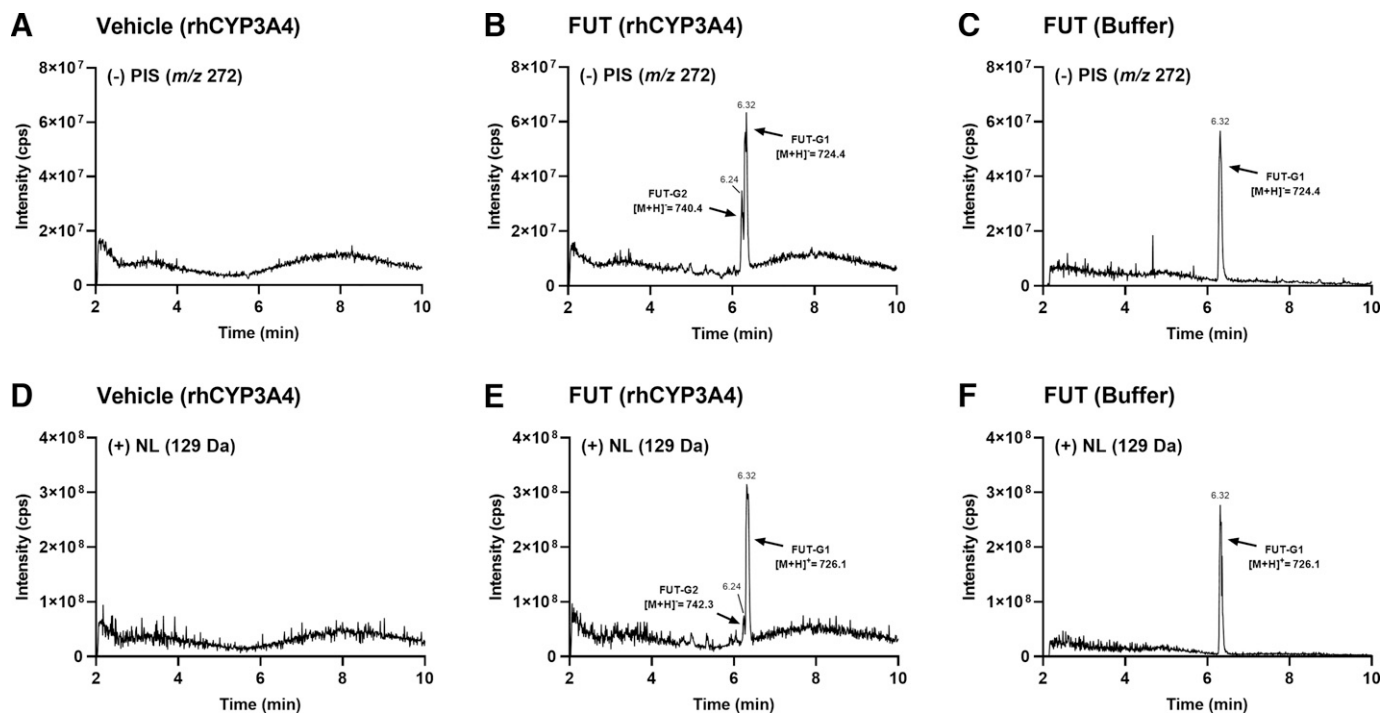 A Vehicle (rhCYP3A4)
(-) PIS (m/z 272)
Intensity (cps)
8×10⁷
6×10⁷
4×10⁷
2×10⁷
0
2 4 6 8 10
Time (min)
B FUT (rhCYP3A4)
(-) PIS (m/z 272)
Intensity (cps)
8×10⁷
6×10⁷
4×10⁷
2×10⁷
0
6.32
FUT-G1
[M+H]⁻= 724.4
6.24
FUT-G2
[M+H]⁻= 740.4
2 4 6 8 10
Time (min)
C FUT (Buffer)
(-) PIS (m/z 272)
Intensity (cps)
8×10⁷
6×10⁷
4×10⁷
2×10⁷
0
6.32
FUT-G1
[M+H]⁻= 724.4
2 4 6 8 10
Time (min)
D Vehicle (rhCYP3A4)
(+) NL (129 Da)
Intensity (cps)
4×10⁸
3×10⁸
2×10⁸
1×10⁸
0
2 4 6 8 10
Time (min)
E FUT (rhCYP3A4)
(+) NL (129 Da)
Intensity (cps)
4×10⁸
3×10⁸
2×10⁸
1×10⁸
0
6.32
FUT-G1
[M+H]⁺= 726.1
6.24
FUT-G2
[M+H]⁻= 742.3
2 4 6 8 10
Time (min)
F FUT (Buffer)
(+) NL (129 Da)
Intensity (cps)
4×10⁸
3×10⁸
2×10⁸
1×10⁸
0
6.32
FUT-G1
[M+H]⁺= 726.1
2 4 6 8 10
Time (min)